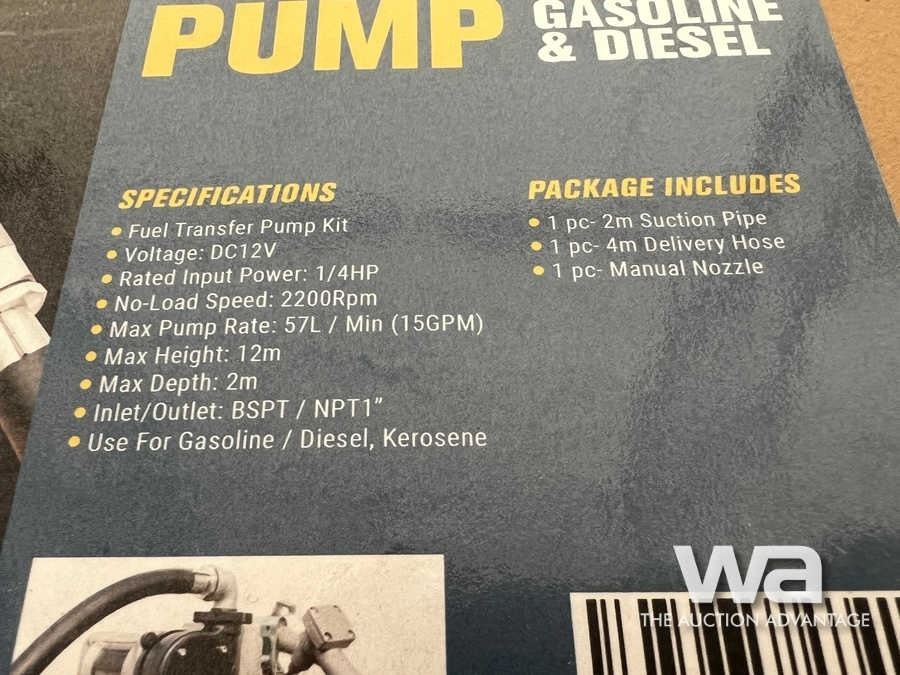 PUMP
GASOLINE
& DIESEL
SPECIFICATIONS
• Fuel Transfer Pump Kit
• Voltage: DC12V
• Rated Input Power: 1/4HP
• No-Load Speed: 2200Rpm
• Max Pump Rate: 57L / Min (15GPM)
• Max Height: 12m
• Max Depth: 2m
• Inlet/Outlet: BSPT / NPT1”
• Use For Gasoline / Diesel, Kerosene
PACKAGE INCLUDES
• 1 pc- 2m Suction Pipe
• 1 pc- 4m Delivery Hose
• 1 pc- Manual Nozzle
wa
THE AUCTION ADVANTAGE